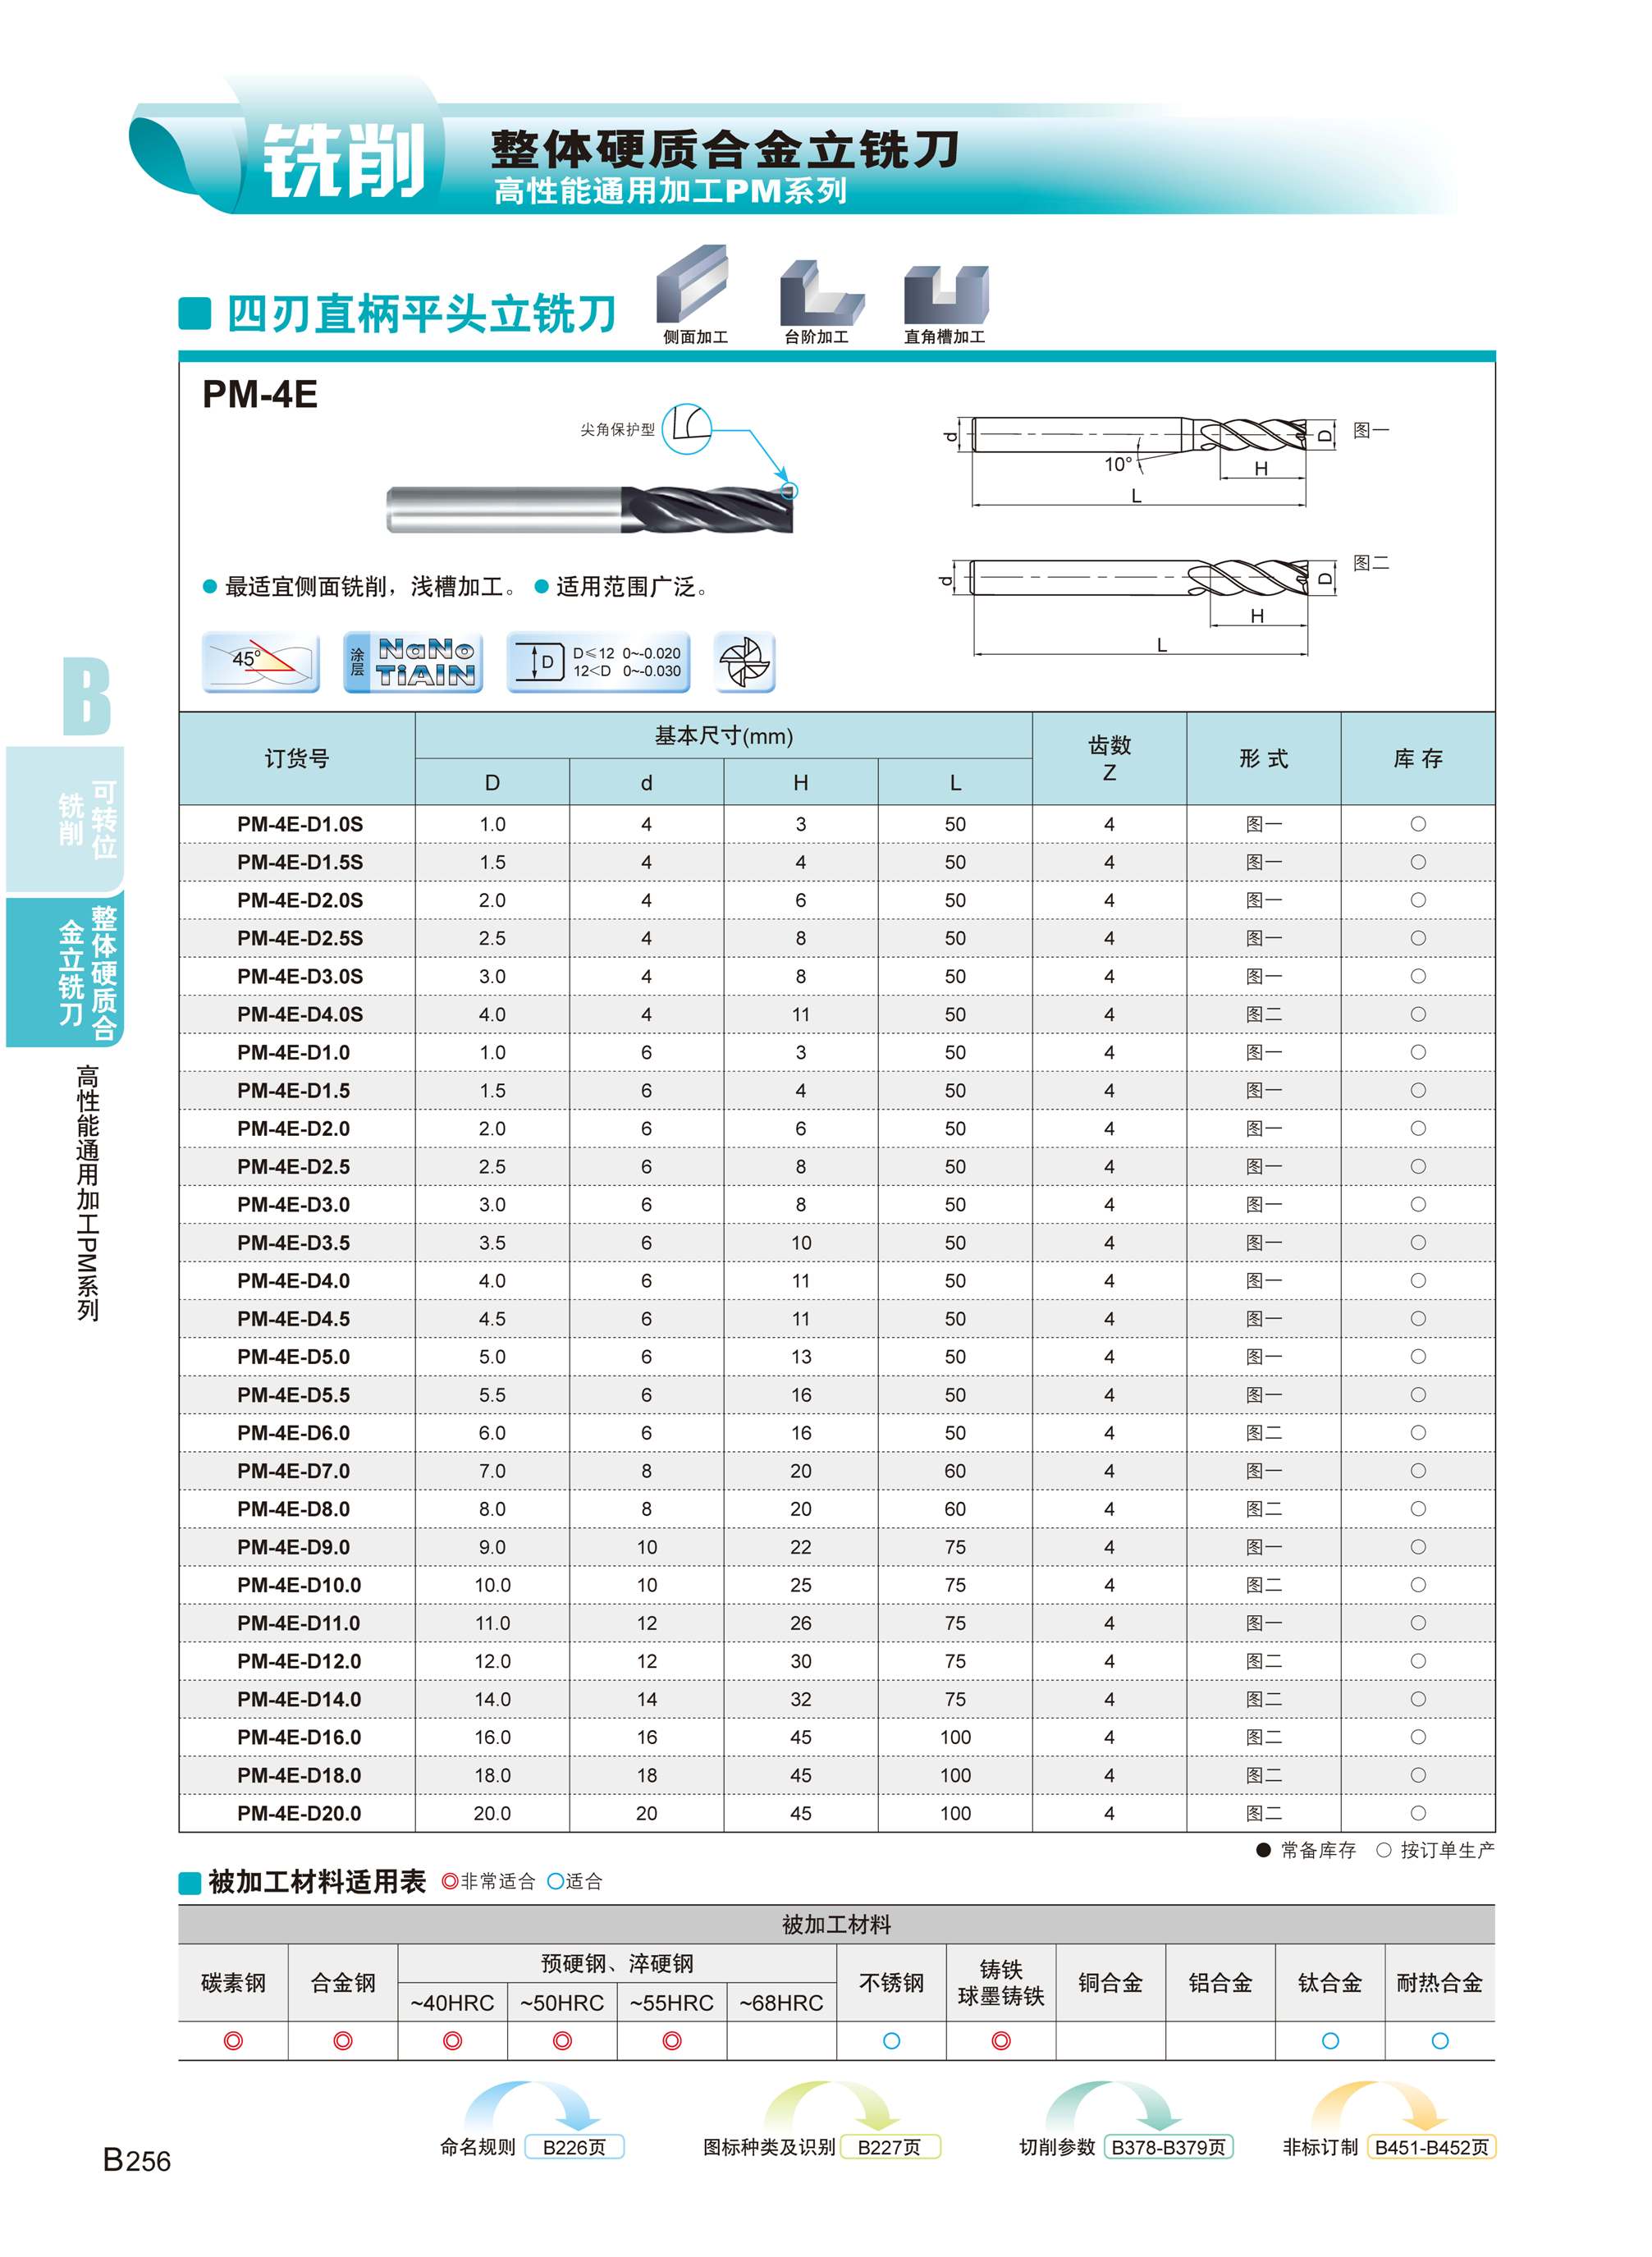 铣削
整体硬质合金立铣刀
高性能通用加工PM系列
四刃直柄平头立铣刀
侧面加工
台阶加工
直角槽加工
PM-4E
尖角保护型
d
10°
H
D
L
图一
d
H
D
L
图二
● 最适宜侧面铣削，浅槽加工。 ● 适用范围广泛。
45°
涂层
NaNo
TiAlN
D
D≤12 0~-0.020
12<D 0~-0.030
订货号 基本尺寸(mm) 齿数 Z 形式 库存
D d H L
PM-4E-D1.0S 1.0 4 3 50 4 图一 ○
PM-4E-D1.5S 1.5 4 4 50 4 图一 ○
PM-4E-D2.0S 2.0 4 6 50 4 图一 ○
PM-4E-D2.5S 2.5 4 8 50 4 图一 ○
PM-4E-D3.0S 3.0 4 8 50 4 图一 ○
PM-4E-D4.0S 4.0 4 11 50 4 图二 ○
PM-4E-D1.0 1.0 6 3 50 4 图一 ○
PM-4E-D1.5 1.5 6 4 50 4 图一 ○
PM-4E-D2.0 2.0 6 6 50 4 图一 ○
PM-4E-D2.5 2.5 6 8 50 4 图一 ○
PM-4E-D3.0 3.0 6 8 50 4 图一 ○
PM-4E-D3.5 3.5 6 10 50 4 图一 ○
PM-4E-D4.0 4.0 6 11 50 4 图一 ○
PM-4E-D4.5 4.5 6 11 50 4 图一 ○
PM-4E-D5.0 5.0 6 13 50 4 图一 ○
PM-4E-D5.5 5.5 6 16 50 4 图一 ○
PM-4E-D6.0 6.0 6 16 50 4 图二 ○
PM-4E-D7.0 7.0 8 20 60 4 图一 ○
PM-4E-D8.0 8.0 8 20 60 4 图二 ○
PM-4E-D9.0 9.0 10 22 75 4 图一 ○
PM-4E-D10.0 10.0 10 25 75 4 图二 ○
PM-4E-D11.0 11.0 12 26 75 4 图一 ○
PM-4E-D12.0 12.0 12 30 75 4 图二 ○
PM-4E-D14.0 14.0 14 32 75 4 图二 ○
PM-4E-D16.0 16.0 16 45 100 4 图二 ○
PM-4E-D18.0 18.0 18 45 100 4 图二 ○
PM-4E-D20.0 20.0 20 45 100 4 图二 ○
● 常备库存 ○ 按订单生产
被加工材料适用表 ◎非常适合 ○适合
被加工材料
碳素钢 合金钢 预硬钢、淬硬钢 不锈钢 铸铁 球墨铸铁 铜合金 铝合金 钛合金 耐热合金
~40HRC ~50HRC ~55HRC ~68HRC
◎ ◎ ◎ ◎ ◎ ○ ◎ ○ ○
命名规则 B226页
图标种类及识别 B227页
切削参数 B378-B379页
非标订制 B451-B452页
B
可转位
铣削
整体硬质合
金立铣刀
高性能通用加工PM系列
B256